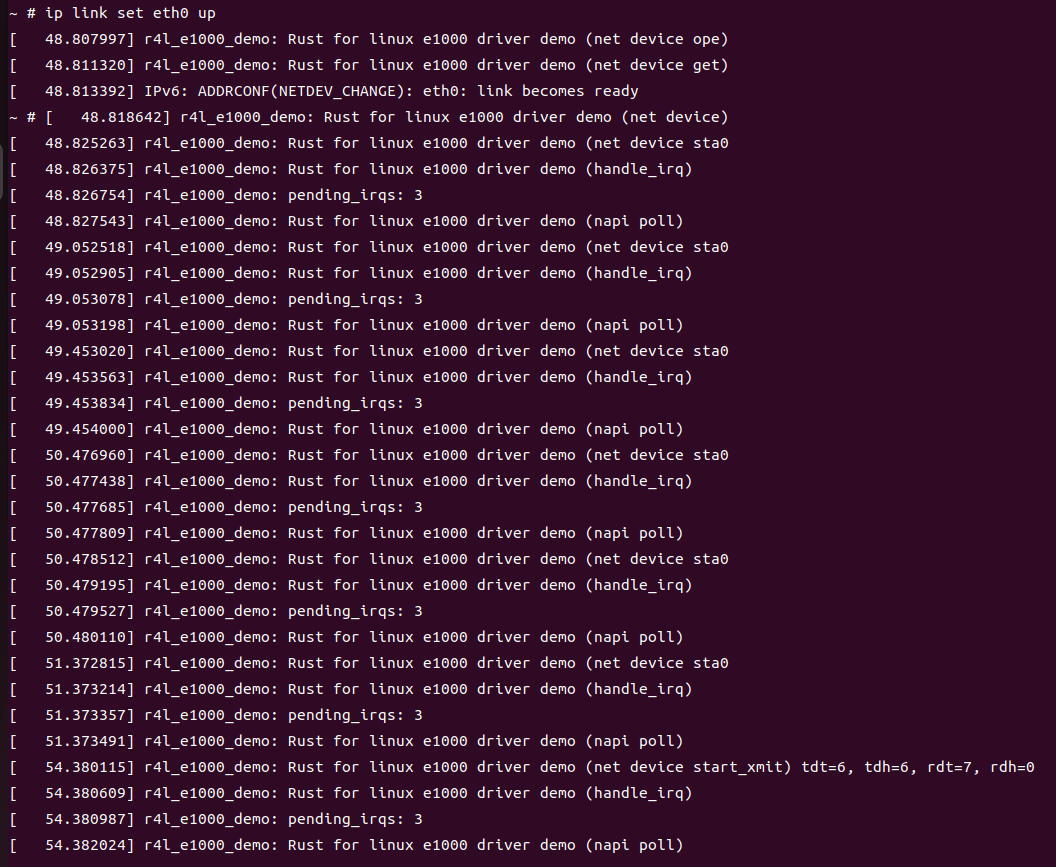 ~ # ip link set eth0 up
[   48.807997] r4l_e1000_demo: Rust for linux e1000 driver demo (net device ope)
[   48.811320] r4l_e1000_demo: Rust for linux e1000 driver demo (net device get)
[   48.813392] IPv6: ADDRCONF(NETDEV_CHANGE): eth0: link becomes ready
~ # [   48.818642] r4l_e1000_demo: Rust for linux e1000 driver demo (net device)
[   48.825263] r4l_e1000_demo: Rust for linux e1000 driver demo (net device sta0
[   48.826375] r4l_e1000_demo: Rust for linux e1000 driver demo (handle_irq)
[   48.826754] r4l_e1000_demo: pending_irqs: 3
[   48.827543] r4l_e1000_demo: Rust for linux e1000 driver demo (napi poll)
[   49.052518] r4l_e1000_demo: Rust for linux e1000 driver demo (net device sta0
[   49.052905] r4l_e1000_demo: Rust for linux e1000 driver demo (handle_irq)
[   49.053078] r4l_e1000_demo: pending_irqs: 3
[   49.053198] r4l_e1000_demo: Rust for linux e1000 driver demo (napi poll)
[   49.453020] r4l_e1000_demo: Rust for linux e1000 driver demo (net device sta0
[   49.453563] r4l_e1000_demo: Rust for linux e1000 driver demo (handle_irq)
[   49.453834] r4l_e1000_demo: pending_irqs: 3
[   49.454000] r4l_e1000_demo: Rust for linux e1000 driver demo (napi poll)
[   50.476960] r4l_e1000_demo: Rust for linux e1000 driver demo (net device sta0
[   50.477438] r4l_e1000_demo: Rust for linux e1000 driver demo (handle_irq)
[   50.477685] r4l_e1000_demo: pending_irqs: 3
[   50.477809] r4l_e1000_demo: Rust for linux e1000 driver demo (napi poll)
[   50.478512] r4l_e1000_demo: Rust for linux e1000 driver demo (net device sta0
[   50.479195] r4l_e1000_demo: Rust for linux e1000 driver demo (handle_irq)
[   50.479527] r4l_e1000_demo: pending_irqs: 3
[   50.480110] r4l_e1000_demo: Rust for linux e1000 driver demo (napi poll)
[   51.372815] r4l_e1000_demo: Rust for linux e1000 driver demo (net device sta0
[   51.373214] r4l_e1000_demo: Rust for linux e1000 driver demo (handle_irq)
[   51.373357] r4l_e1000_demo: pending_irqs: 3
[   51.373491] r4l_e1000_demo: Rust for linux e1000 driver demo (napi poll)
[   54.380115] r4l_e1000_demo: Rust for linux e1000 driver demo (net device start_xmit) tdt=6, tdh=6, rdt=7, rdh=0
[   54.380609] r4l_e1000_demo: Rust for linux e1000 driver demo (handle_irq)
[   54.380987] r4l_e1000_demo: pending_irqs: 3
[   54.382024] r4l_e1000_demo: Rust for linux e1000 driver demo (napi poll)